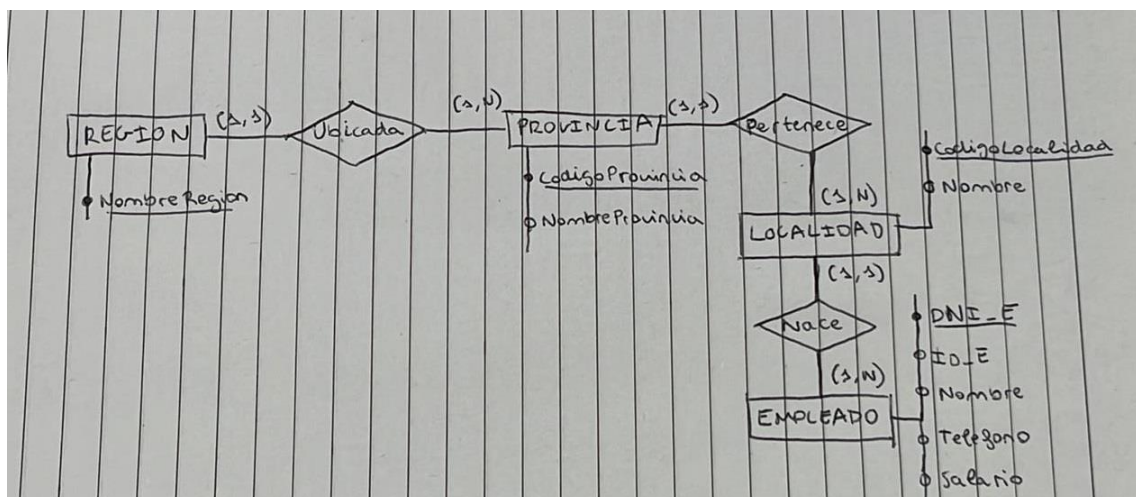 REGION
(1,1)
Ubicada
(1,N)
PROVINCIA
(1,1)
Pertenece
NombreRegion
CodigoProvincia
NombreProvincia
CodigoLocalidad
Nombre
(1,N)
LOCALIDAD
(1,1)
Nace
(1,N)
EMPLEADO
DNI_E
ID_E
Nombre
Telefono
Salario